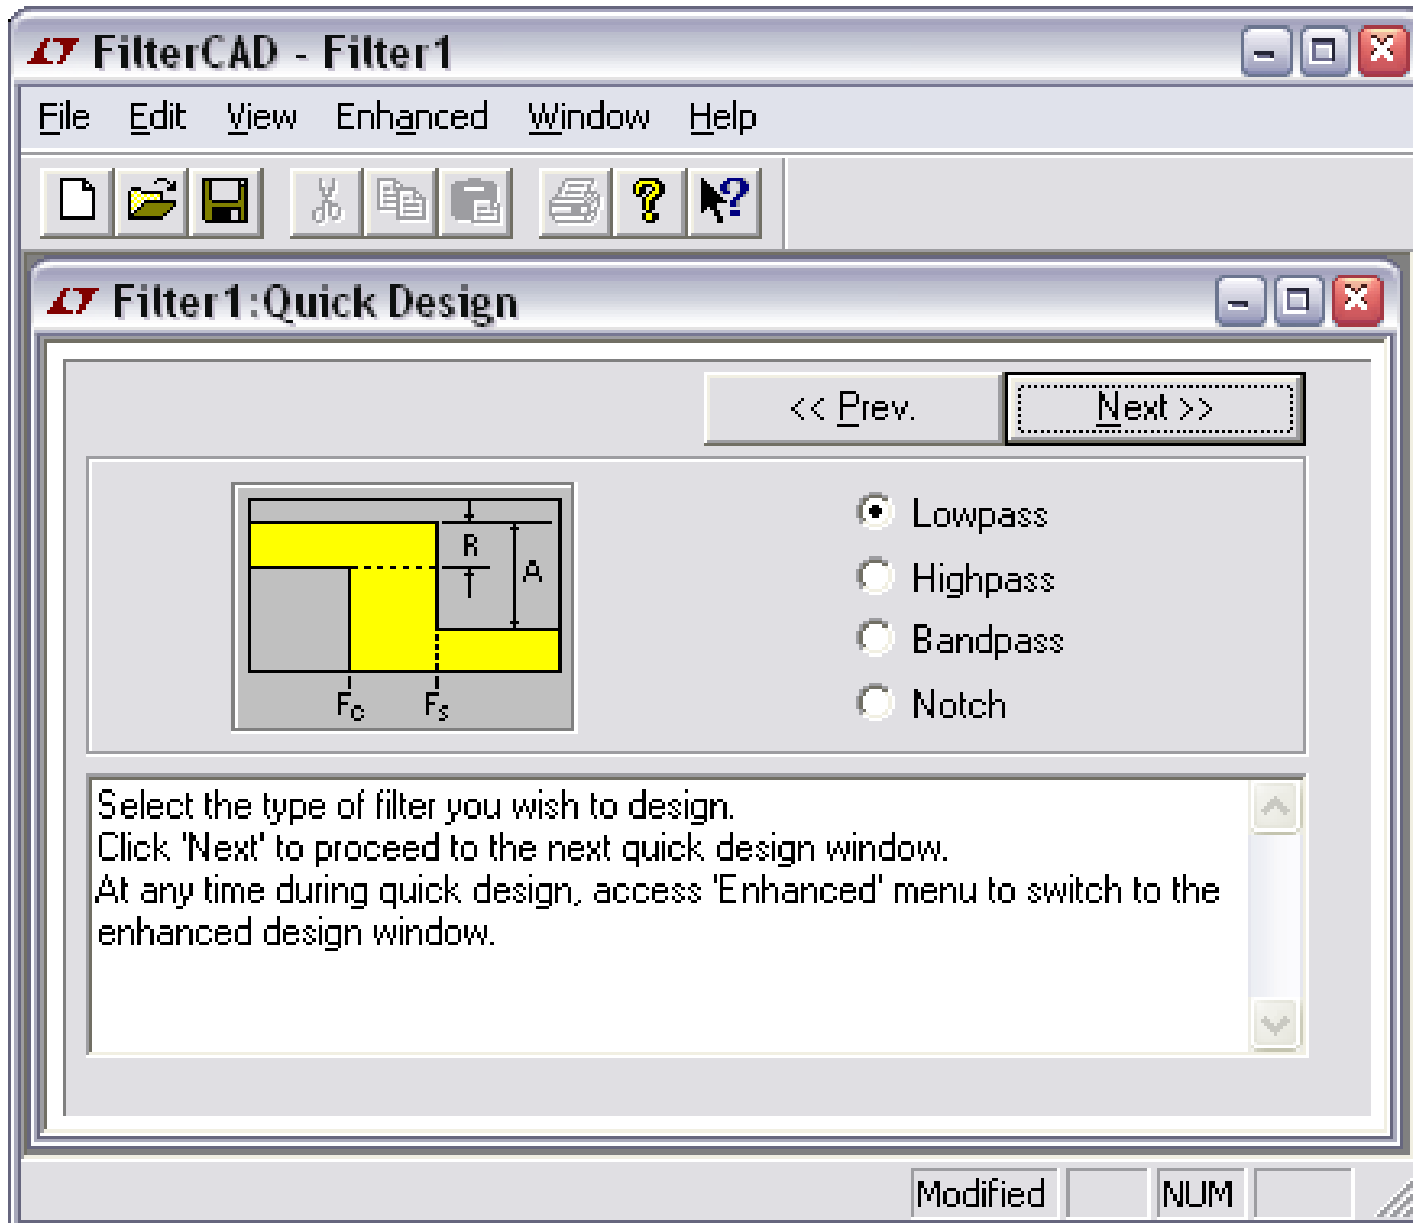 FilterCAD - Filter1
File Edit View Enhanced Window Help
Filter1:Quick Design
<< Prev. Next >>
R
A
Fc Fs
Lowpass
Highpass
Bandpass
Notch
Select the type of filter you wish to design.
Click 'Next' to proceed to the next quick design window.
At any time during quick design, access 'Enhanced' menu to switch to the
enhanced design window.
Modified NUM